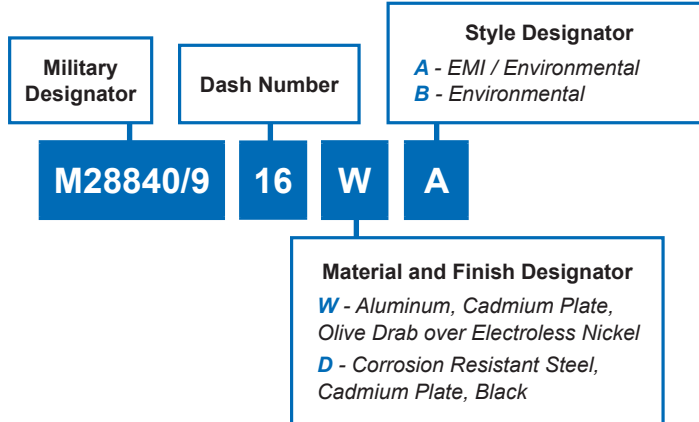 Style Designator
A - EMI / Environmental
B - Environmental
Military
Designator
Dash Number
M28840/9 16 W A
Material and Finish Designator
W - Aluminum, Cadmium Plate,
Olive Drab over Electroless Nickel
D - Corrosion Resistant Steel,
Cadmium Plate, Black